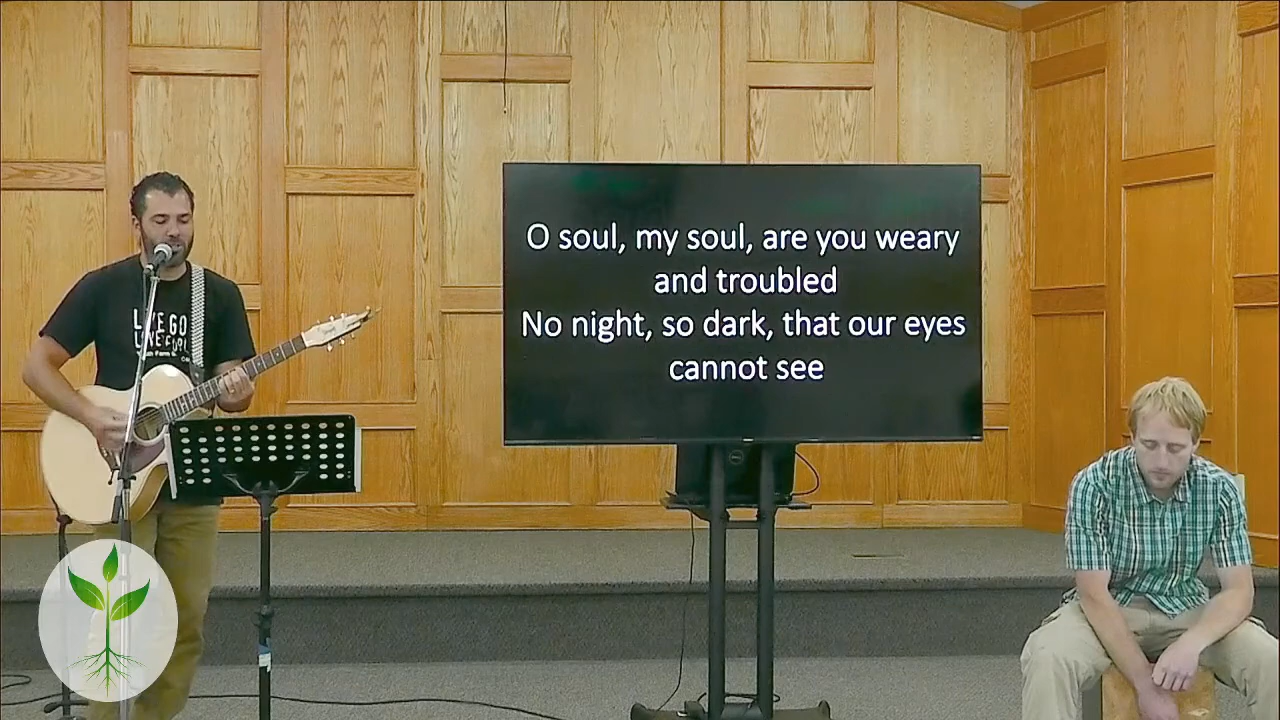 O soul, my soul, are you weary
and troubled
No night, so dark, that our eyes
cannot see